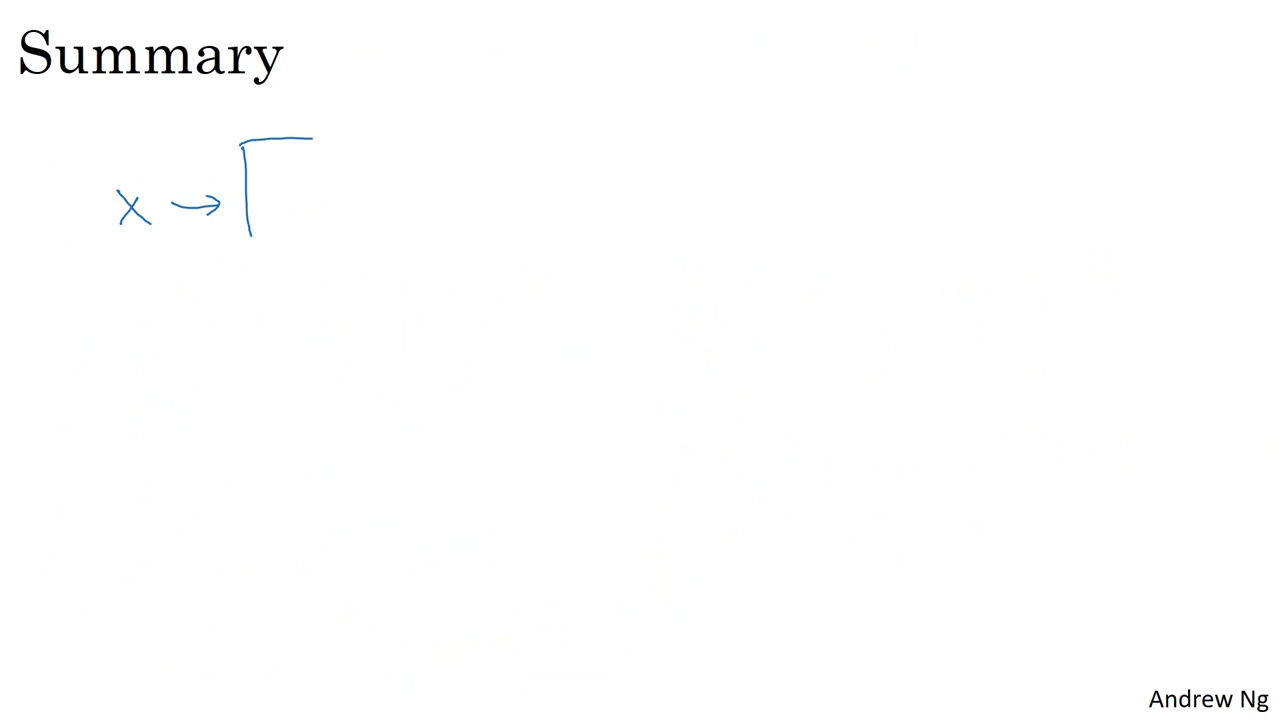 Summary
x →
Andrew Ng